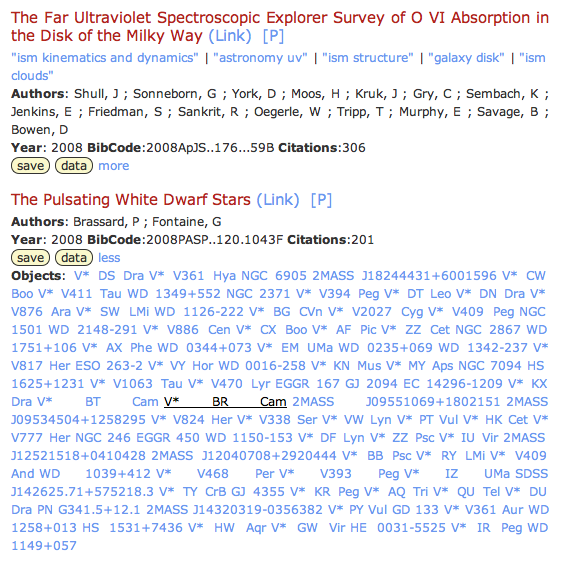 The Far Ultraviolet Spectroscopic Explorer Survey of O VI Absorption in
the Disk of the Milky Way (Link) [P]
"ism kinematics and dynamics" | "astronomy uv" | "ism structure" | "galaxy disk" | "ism
clouds"
Authors: Shull, J ; Sonneborn, G ; York, D ; Moos, H ; Kruk, J ; Gry, C ; Sembach, K ;
Jenkins, E ; Friedman, S ; Sankrit, R ; Oegerle, W ; Tripp, T ; Murphy, E ; Savage, B ;
Bowen, D
Year: 2008 BibCode:2008ApJS..176...59B Citations:306
save data more
The Pulsating White Dwarf Stars (Link) [P]
Authors: Brassard, P ; Fontaine, G
Year: 2008 BibCode:2008PASP..120.1043F Citations:201
save data less
Objects: V* DS Dra V* V361 Hya NGC 6905 2MASS J18244431+6001596 V* CW
Boo V* V411 Tau WD 1349+552 NGC 2371 V* V394 Peg V* DT Leo V* DN Dra V*
V876 Ara V* SW LMi WD 1126-222 V* BG CVn V* V2027 Cyg V* V409 Peg NGC
1501 WD 2148-291 V* V886 Cen V* CX Boo V* AF Pic V* ZZ Cet NGC 2867 WD
1751+106 V* AX Phe WD 0344+073 V* EM UMa WD 0235+069 WD 1342-237 V*
V817 Her ESO 263-2 V* VY Hor WD 0016-258 V* KN Mus V* MY Aps NGC 7094 HS
1625+1231 V* V1063 Tau V* V470 Lyr EGGR 167 GJ 2094 EC 14296-1209 V* KX
Dra V* BT Cam V* BR Cam 2MASS J09551069+1802151 2MASS
J09534504+1258295 V* V824 Her V* V338 Ser V* VW Lyn V* PT Vul V* HK Cet V*
V777 Her NGC 246 EGGR 450 WD 1150-153 V* DF Lyn V* ZZ Psc V* IU Vir 2MASS
J12521518+0410428 2MASS J12040708+2920444 V* BB Psc V* RY LMi V* V409
And WD 1039+412 V* V468 Per V* V393 Peg V* IZ UMa SDSS
J142625.71+575218.3 V* TY CrB GJ 4355 V* KR Peg V* AQ Tri V* QU Tel V* DU
Dra PN G341.5+12.1 2MASS J14320319-0356382 V* PY Vul GD 133 V* V361 Aur WD
1258+013 HS 1531+7436 V* HW Aqr V* GW Vir HE 0031-5525 V* IR Peg WD
1149+057